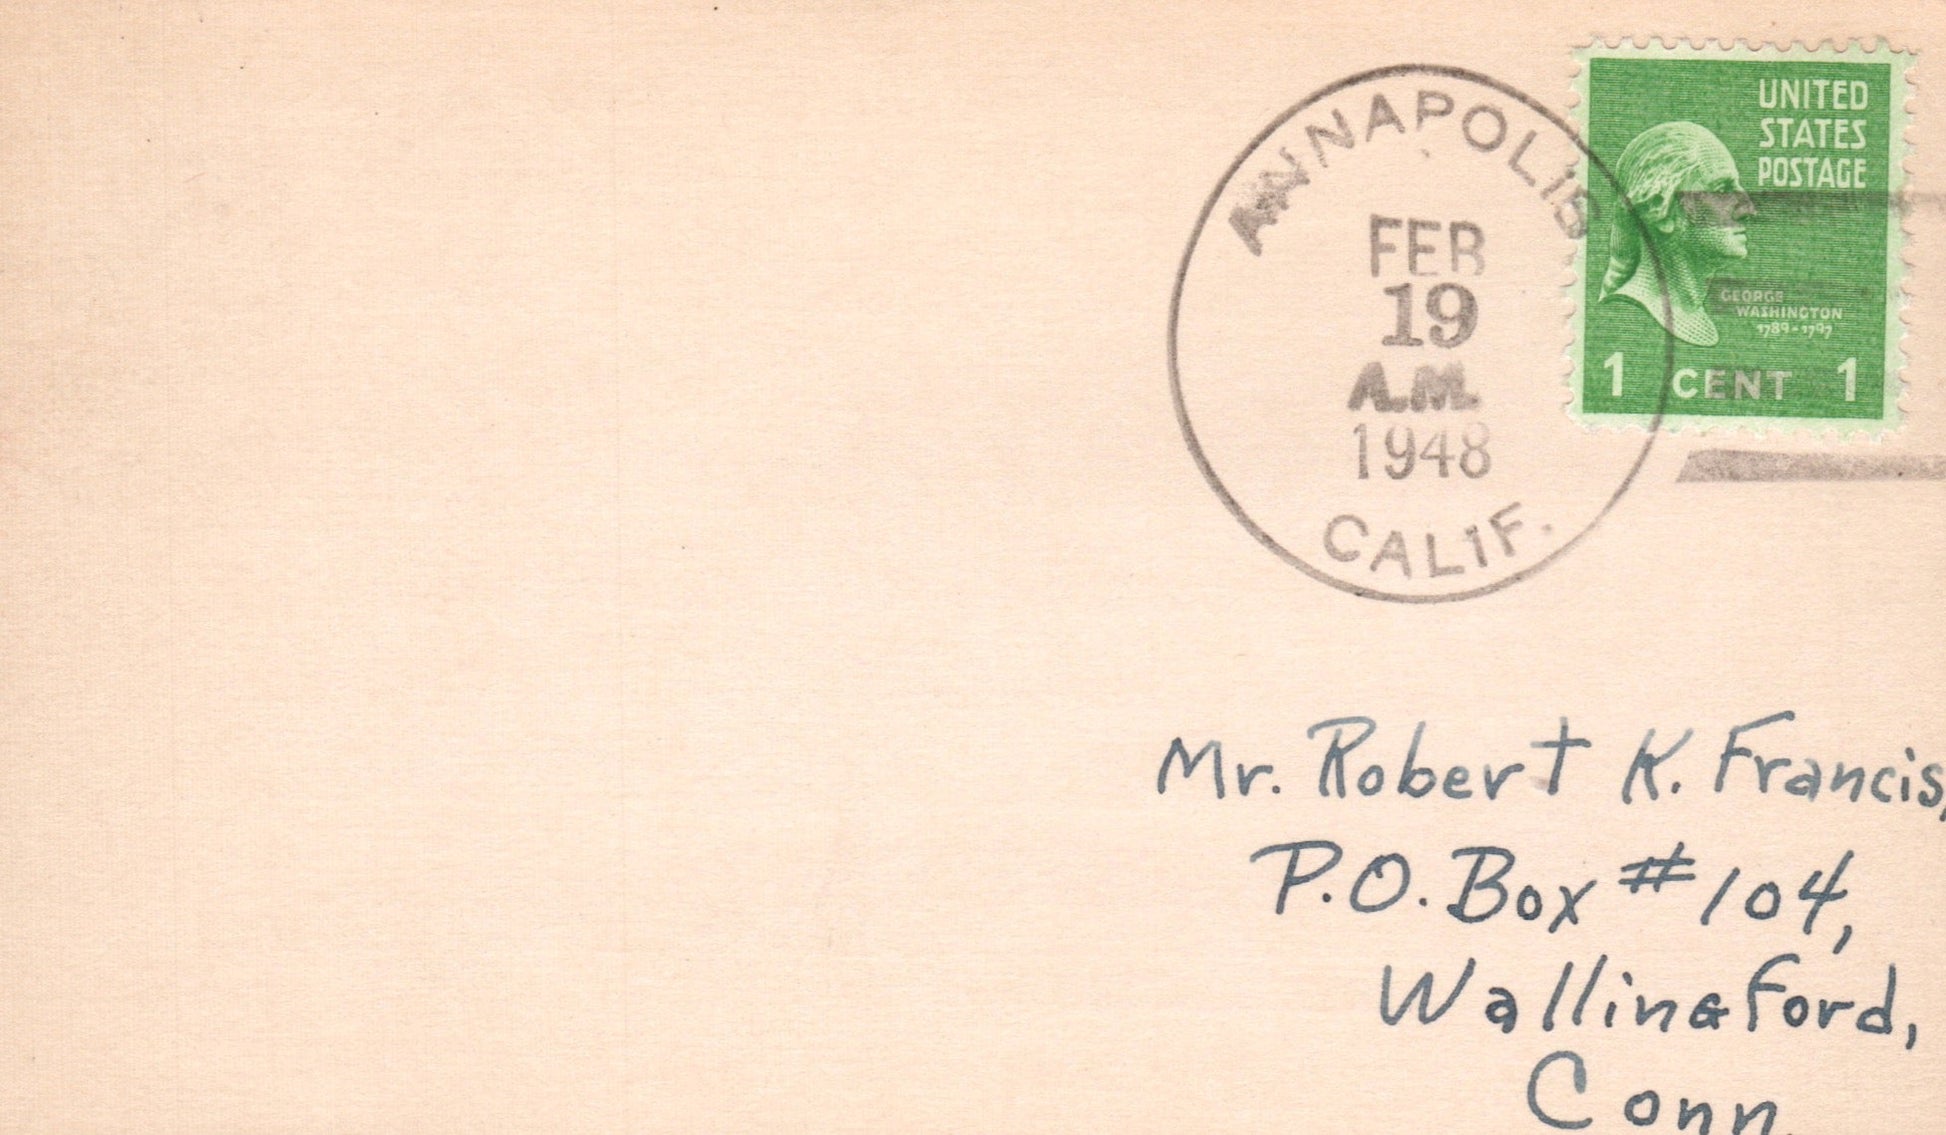 ANNAPOLIS
FEB
19
A.M.
1948
CALIF.
UNITED
STATES
POSTAGE
GEORGE
WASHINGTON
1789-1797
1 CENT 1
Mr. Robert K. Francis,
P.O. Box #104,
Wallingford,
Conn.